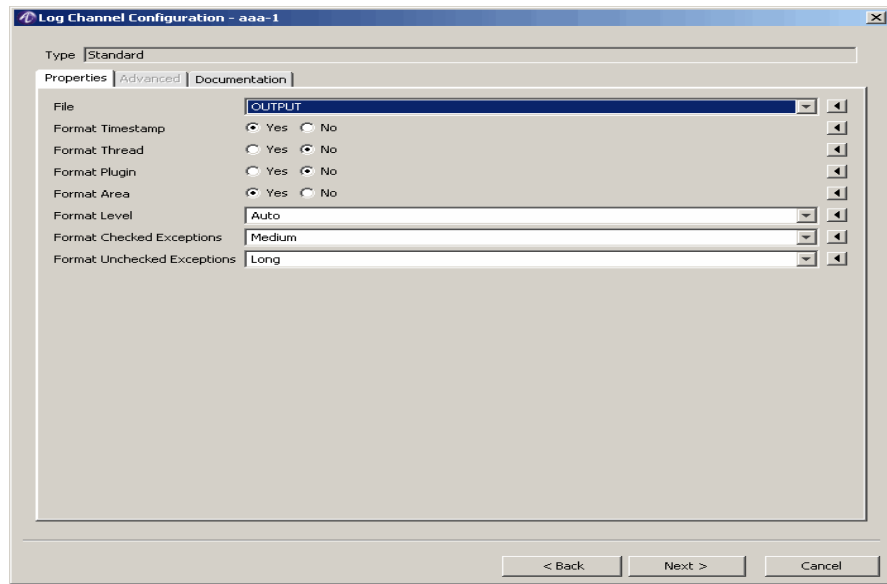 Log Channel Configuration - aaa-1
Type Standard
Properties Advanced Documentation
File OUTPUT
Format Timestamp Yes No
Format Thread Yes No
Format Plugin Yes No
Format Area Yes No
Format Level Auto
Format Checked Exceptions Medium
Format Unchecked Exceptions Long
< Back Next > Cancel